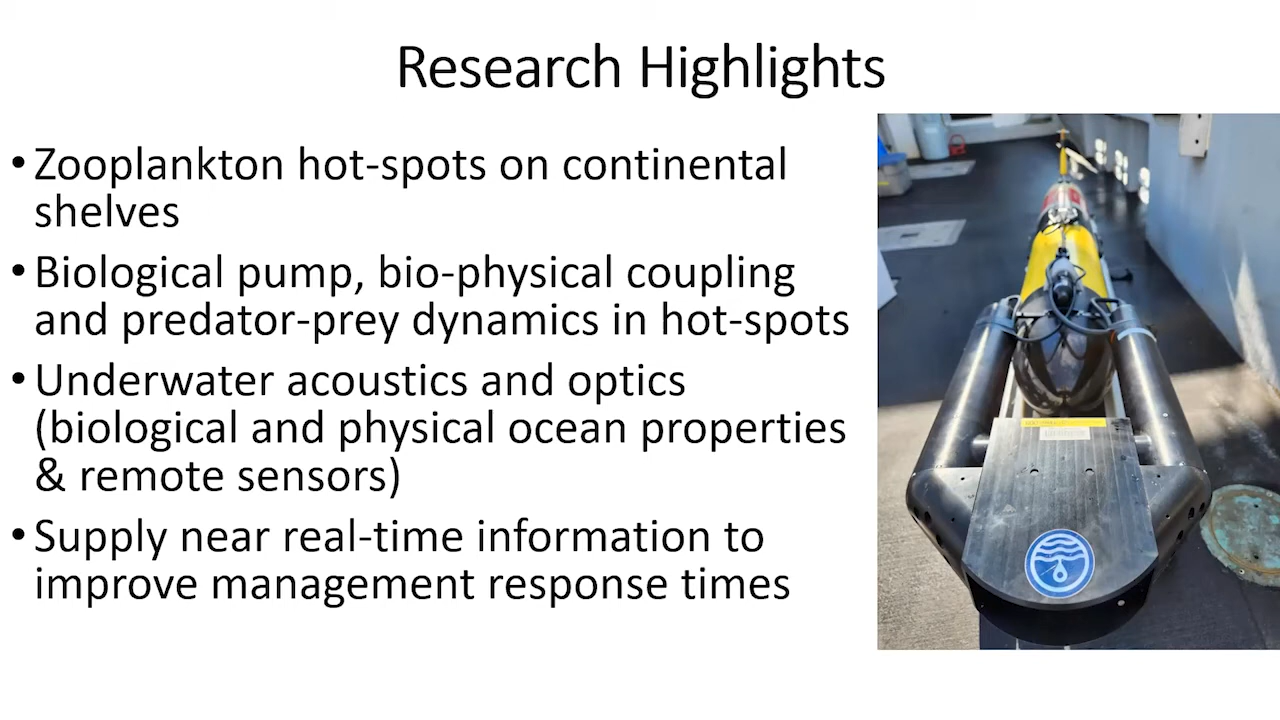 Research Highlights
• Zooplankton hot-spots on continental
shelves
• Biological pump, bio-physical coupling
and predator-prey dynamics in hot-spots
• Underwater acoustics and optics
(biological and physical ocean properties
& remote sensors)
• Supply near real-time information to
improve management response times